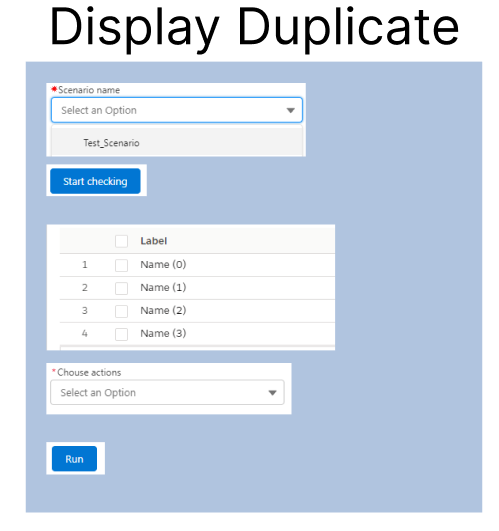 Display Duplicate
*Scenario name
Select an Option
Test_Scenario
Start checking
Label
1 Name (0)
2 Name (1)
3 Name (2)
4 Name (3)
*Choose actions
Select an Option
Run